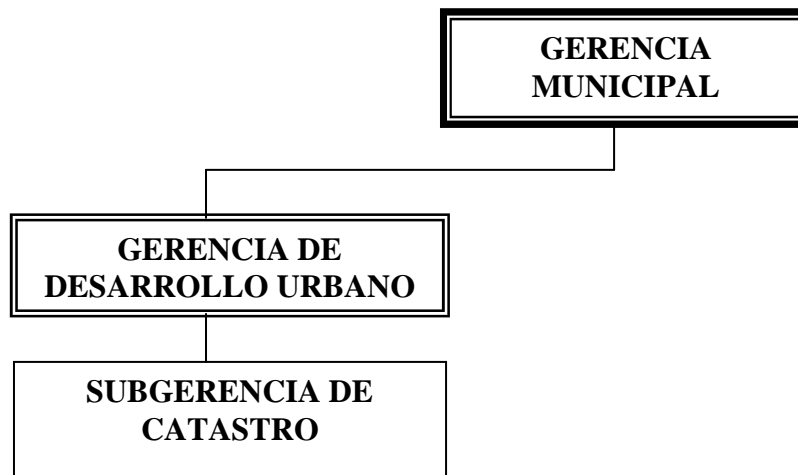 GERENCIA
MUNICIPAL
GERENCIA DE
DESARROLLO URBANO
SUBGERENCIA DE
CATASTRO